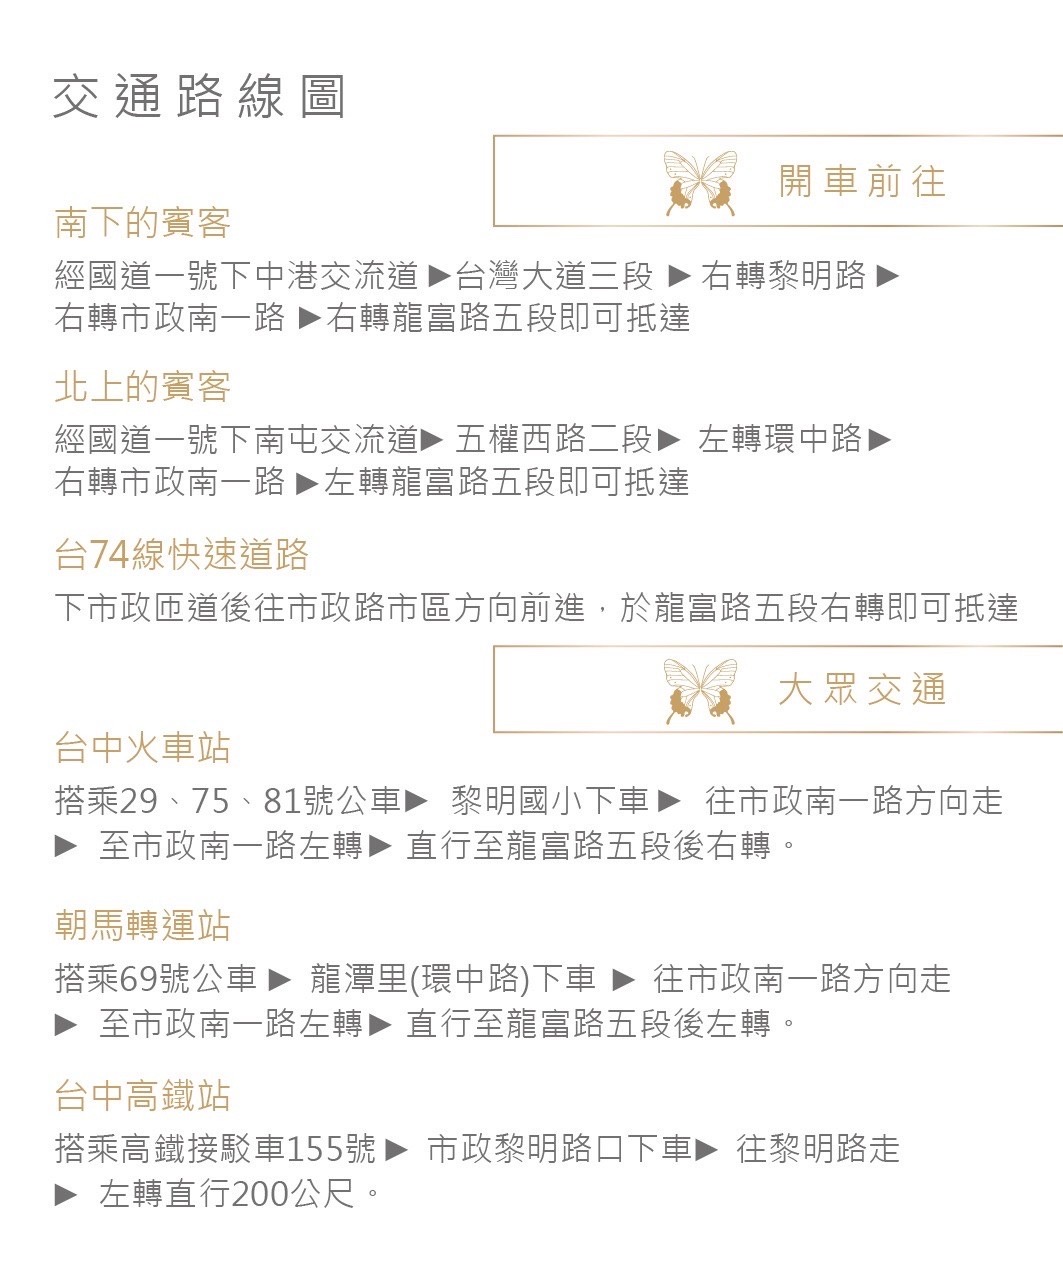 交通路線圖
開車前往
南下的賓客
經國道一號下中港交流道▶台灣大道三段▶右轉黎明路▶
右轉市政南一路▶右轉龍富路五段即可抵達
北上的賓客
經國道一號下南屯交流道▶五權西路二段▶左轉環中路▶
右轉市政南一路▶左轉龍富路五段即可抵達
台74線快速道路
下市政匝道後往市政路市區方向前進，於龍富路五段右轉即可抵達
大眾交通
台中火車站
搭乘29、75、81號公車▶ 黎明國小下車▶ 往市政南一路方向走
▶ 至市政南一路左轉▶直行至龍富路五段後右轉。
朝馬轉運站
搭乘69號公車▶ 龍潭里(環中路)下車 ▶ 往市政南一路方向走
▶ 至市政南一路左轉▶直行至龍富路五段後左轉。
台中高鐵站
搭乘高鐵接駁車155號▶ 市政黎明路口下車▶ 往黎明路走
▶ 左轉直行200公尺。